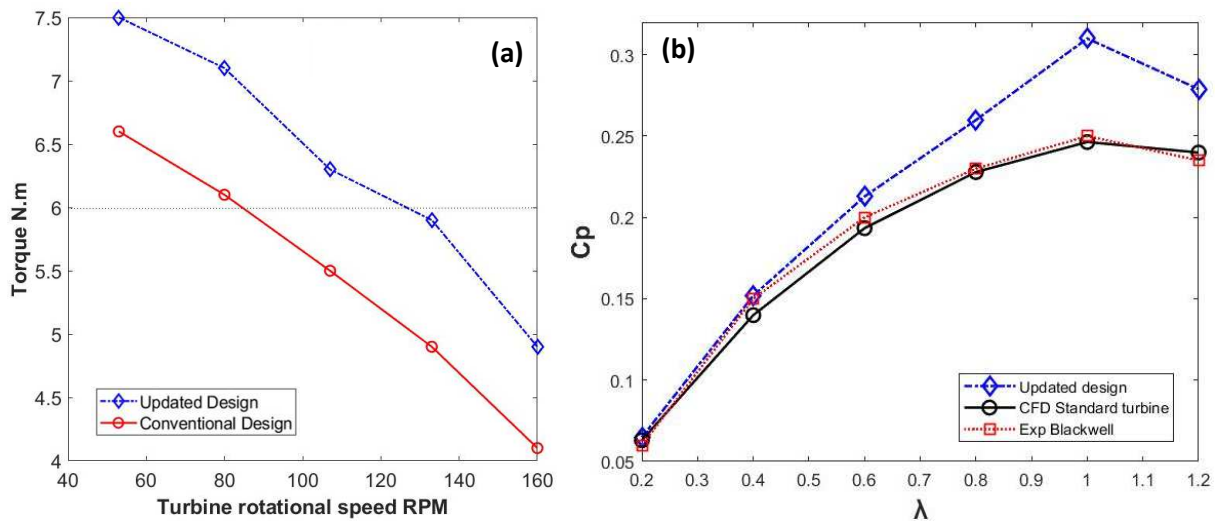 (a)
Torque N.m
7.5
7
6.5
6
5.5
5
4.5
4
40
60
80
100
120
140
160
Turbine rotational speed RPM
Updated Design
Conventional Design
(b)
Cp
0.3
0.25
0.2
0.15
0.1
0.05
0.2
0.3
0.4
0.5
0.6
0.7
0.8
0.9
1
1.1
1.2
λ
Updated design
CFD Standard turbine
Exp Blackwell